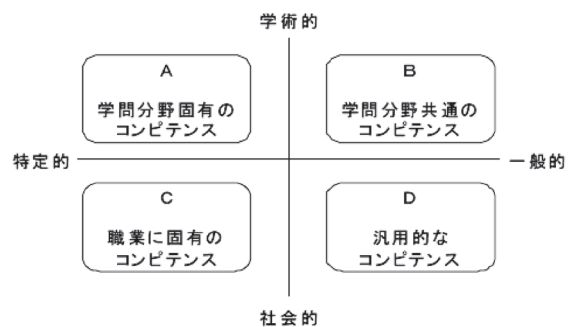 学術的
A
学問分野固有の
コンピテンス
B
学問分野共通の
コンピテンス
特定的
一般的
C
職業に固有の
コンピテンス
D
汎用的な
コンピテンス
社会的